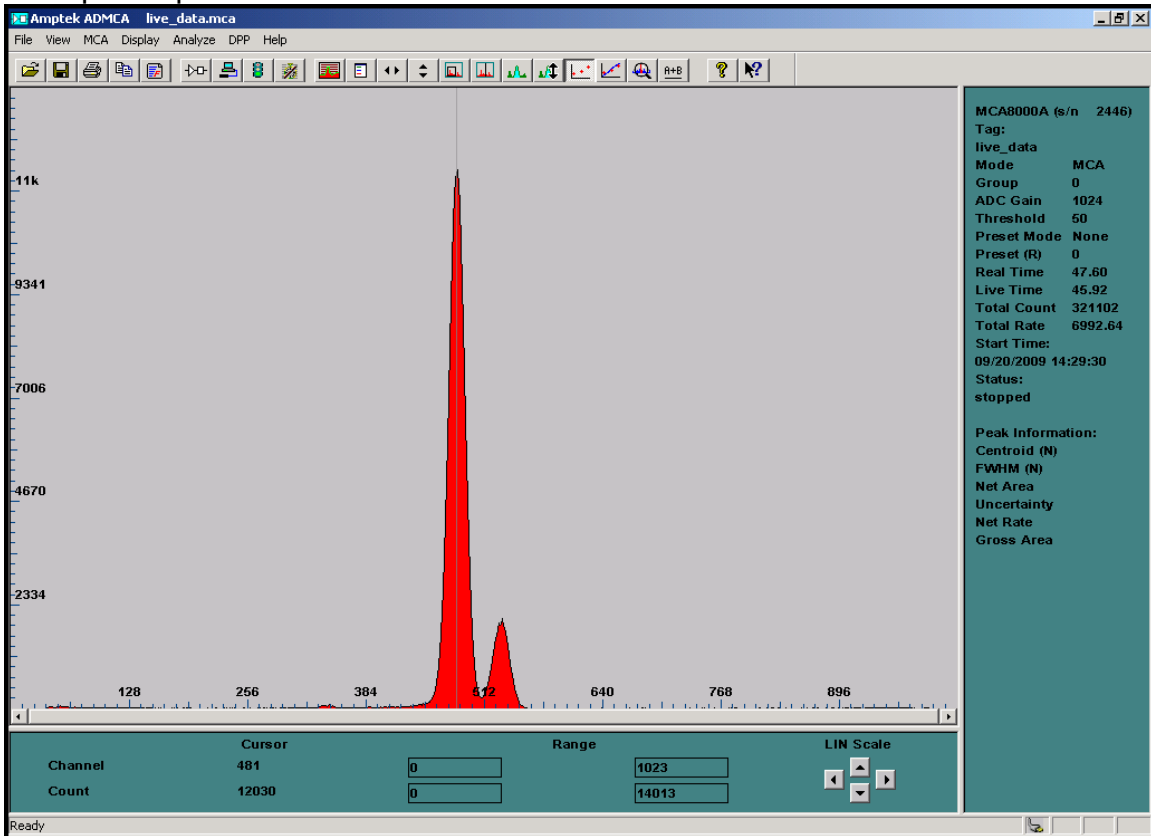 Amptek ADMCA live_data.mca
File View MCA Display Analyze DPP Help
A+B
11k
9341
7006
4670
2334
128 256 384 512 640 768 896
MCA8000A (s/n 2446)
Tag:
live_data
Mode MCA
Group 0
ADC Gain 1024
Threshold 50
Preset Mode None
Preset (R) 0
Real Time 47.60
Live Time 45.92
Total Count 321102
Total Rate 6992.64
Start Time:
09/20/2009 14:29:30
Status:
stopped
Peak Information:
Centroid (N)
FWHM (N)
Net Area
Uncertainty
Net Rate
Gross Area
Cursor Range LIN Scale
Channel 481 0 1023
Count 12030 0 14013
Ready